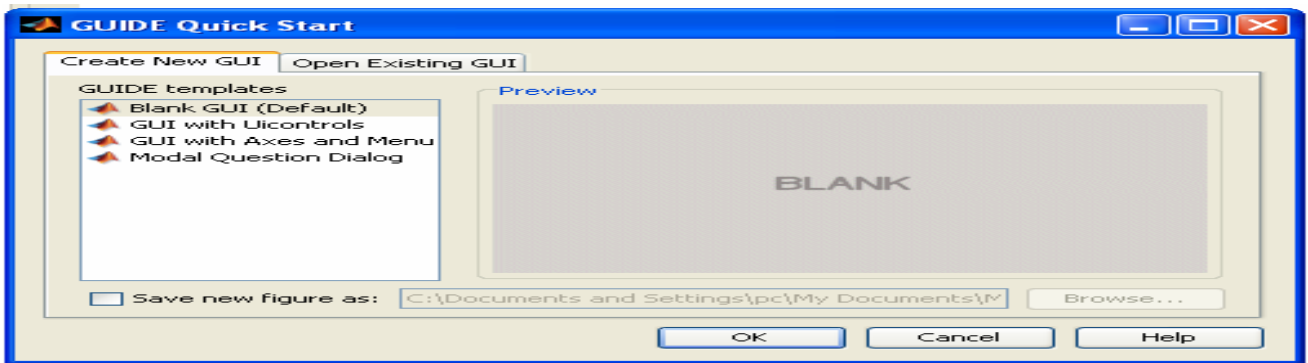 GUIDE Quick Start
Create New GUI Open Existing GUI
GUIDE templates
Blank GUI (Default)
GUI with Uicontrols
GUI with Axes and Menu
Modal Question Dialog
Preview
BLANK
Save new figure as: C:\Documents and Settings\pc\My Documents\M Browse...
OK Cancel Help